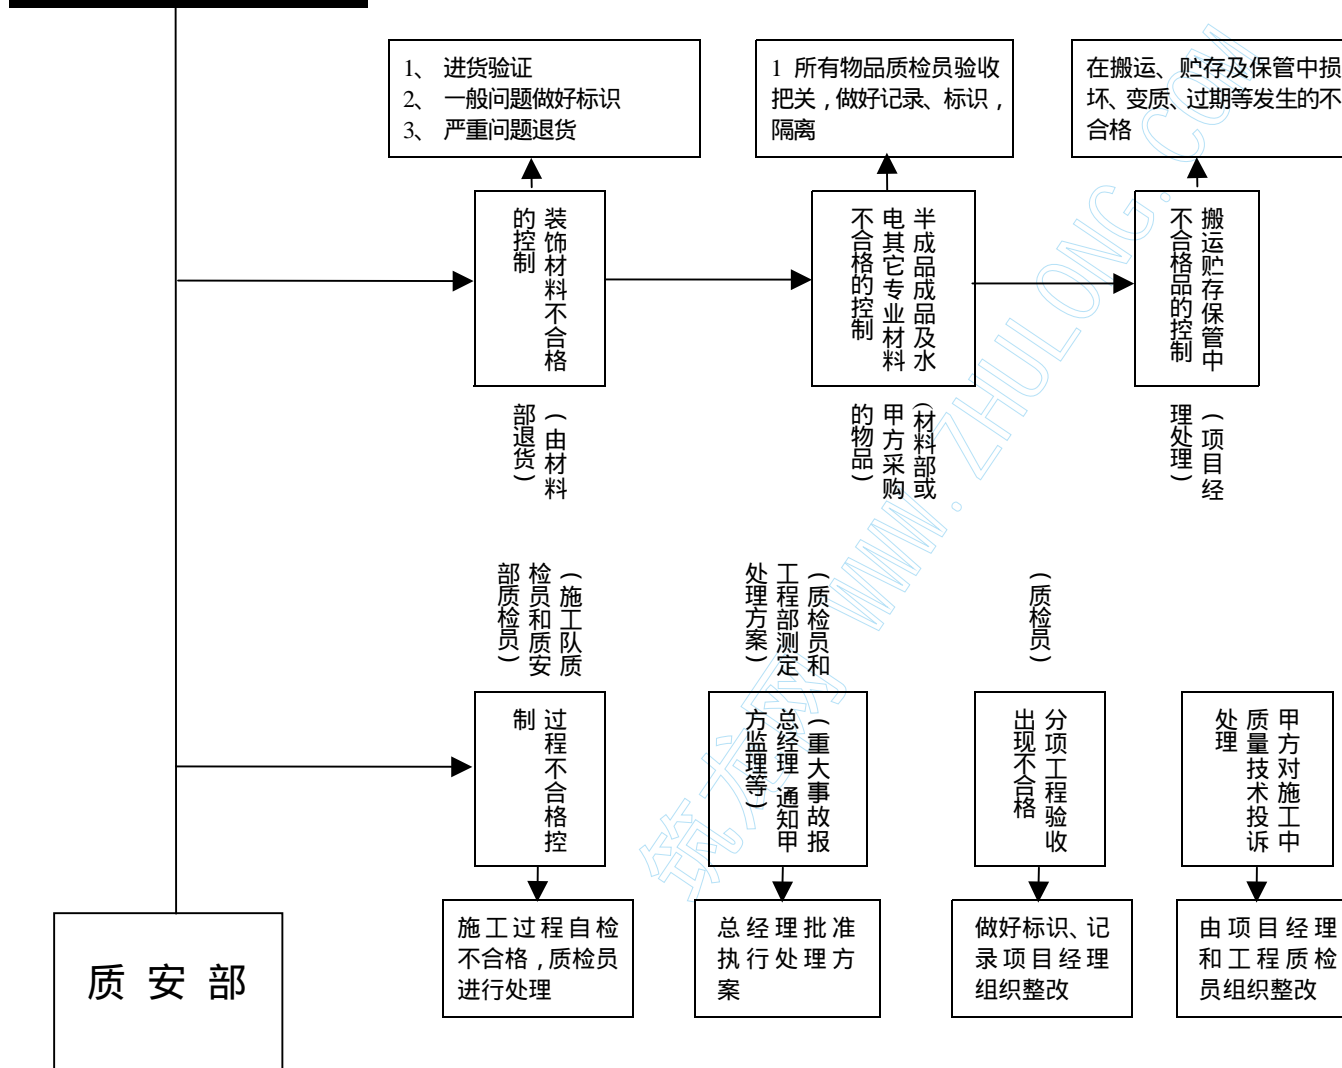 1、 进货验证
2、 一般问题做好标识
3、 严重问题退货
1 所有物品质检员验收
把关，做好记录、标识，
隔离
在搬运、贮存及保管中损
坏、变质、过期等发生的不
合格
装饰材料不合格
的控制
半成品成品及水
电其它专业材料
不合格的控制
搬运贮存保管中
不合格品的控制
（由材料
部退货）
（材料部或
甲方采购
的物品）
（项目经
理处理）
（施工队质
检员和质安
部质检员）
（质检员和
工程部测定
处理方案）
（质检员）
过程不合格控
制
（重大事故报
总经理 通知甲
方监理等）
分项工程验收
出现不合格
甲方对施工中
质量技术投诉
处理
施工过程自检
不合格，质检员
进行处理
总经理批准
执行处理方
案
做好标识、记
录项目经理
组织整改
由项目经理
和工程质检
员组织整改
质安部
筑龙网 WWW.ZHULONG.COM